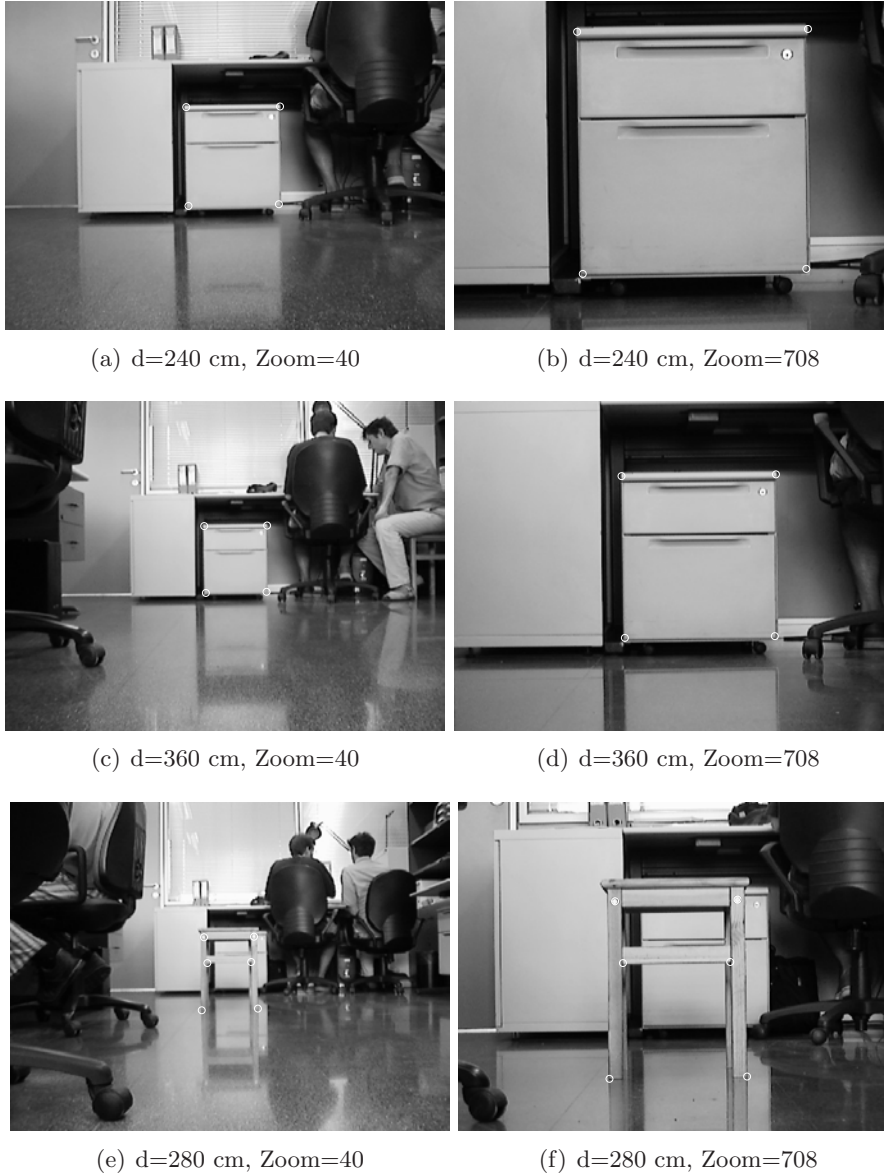 (a) d=240 cm, Zoom=40
(b) d=240 cm, Zoom=708
(c) d=360 cm, Zoom=40
(d) d=360 cm, Zoom=708
(e) d=280 cm, Zoom=40
(f) d=280 cm, Zoom=708